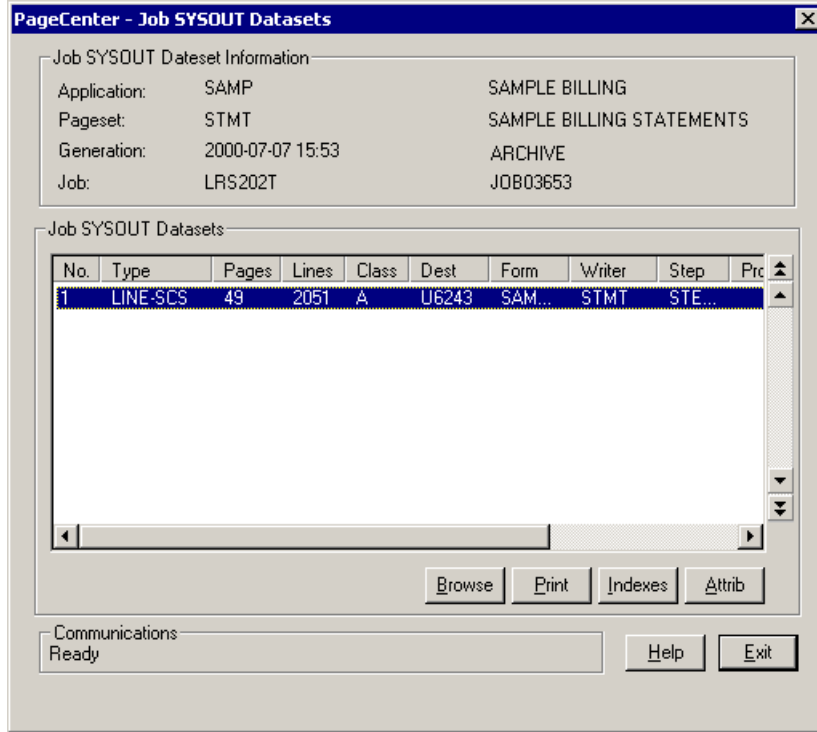 PageCenter - Job SYSOUT Datasets
Job SYSOUT Dateset Information
Application: SAMP SAMPLE BILLING
Pageset: STMT SAMPLE BILLING STATEMENTS
Generation: 2000-07-07 15:53 ARCHIVE
Job: LRS202T JOB03653
Job SYSOUT Datasets
No. Type Pages Lines Class Dest Form Writer Step Prc
1 LINE-SCS 49 2051 A U6243 SAM... STMT STE...
Browse Print Indexes Attrib
Communications
Ready
Help Exit